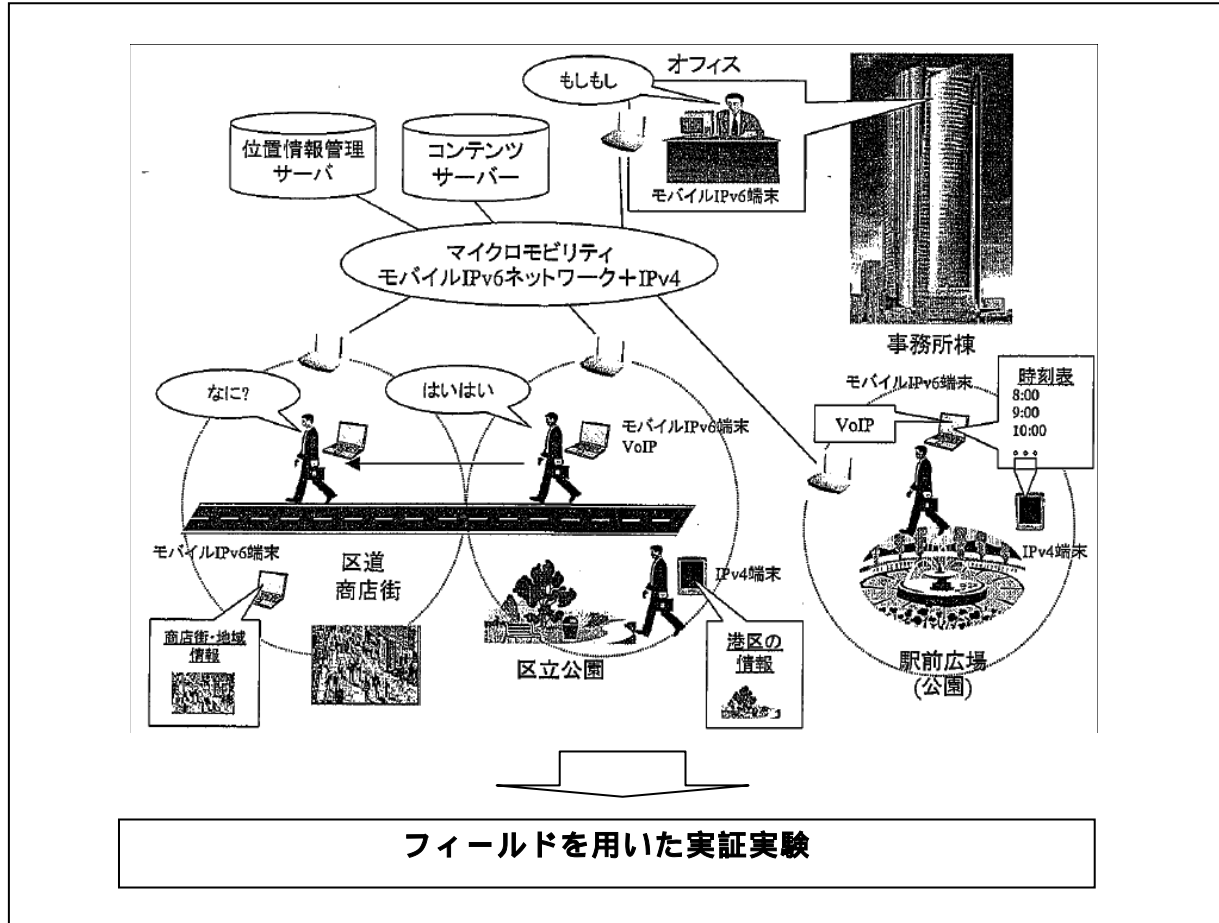 オフィス
もしもし
位置情報管理
サーバ
コンテンツ
サーバー
モバイルIPv6端末
マイクロモビリティ
モバイルIPv6ネットワーク+IPv4
事務所棟
なに?
はいはい
モバイルIPv6端末
VoIP
モバイルIPv6端末
VoIP
時刻表
8:00
9:00
10:00
IPv4端末
モバイルIPv6端末
区道
商店街
IPv4端末
商店街・地域
情報
区立公園
港区の
情報
駅前広場
(公園)
フィールドを用いた実証実験